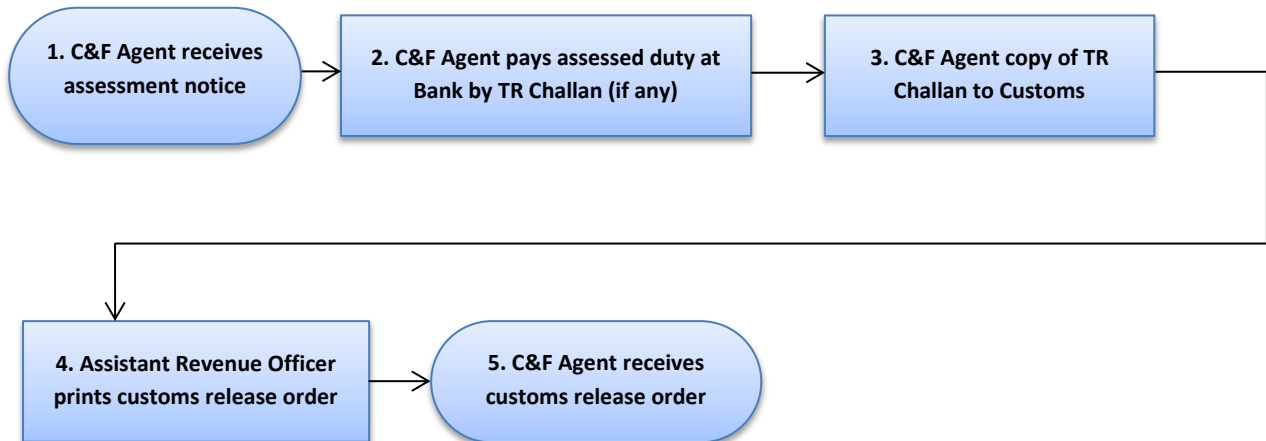 1. C&F Agent receives
assessment notice
2. C&F Agent pays assessed duty at
Bank by TR Challan (if any)
3. C&F Agent copy of TR
Challan to Customs
4. Assistant Revenue Officer
prints customs release order
5. C&F Agent receives
customs release order